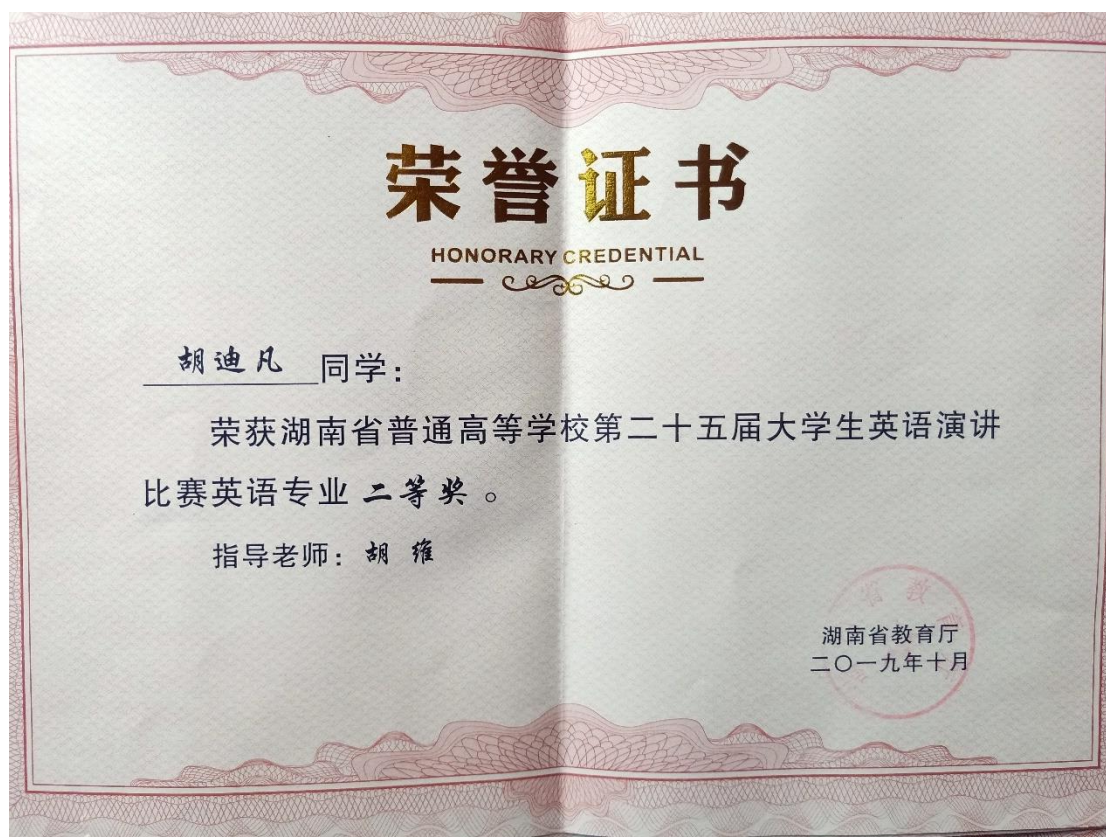 荣誉证书
HONORARY CREDENTIAL
胡迪凡 同学：
荣获湖南省普通高等学校第二十五届大学生英语演讲
比赛英语专业 二等奖 。
指导老师：胡 维
省教育
湖南省教育厅
二〇一九年十月